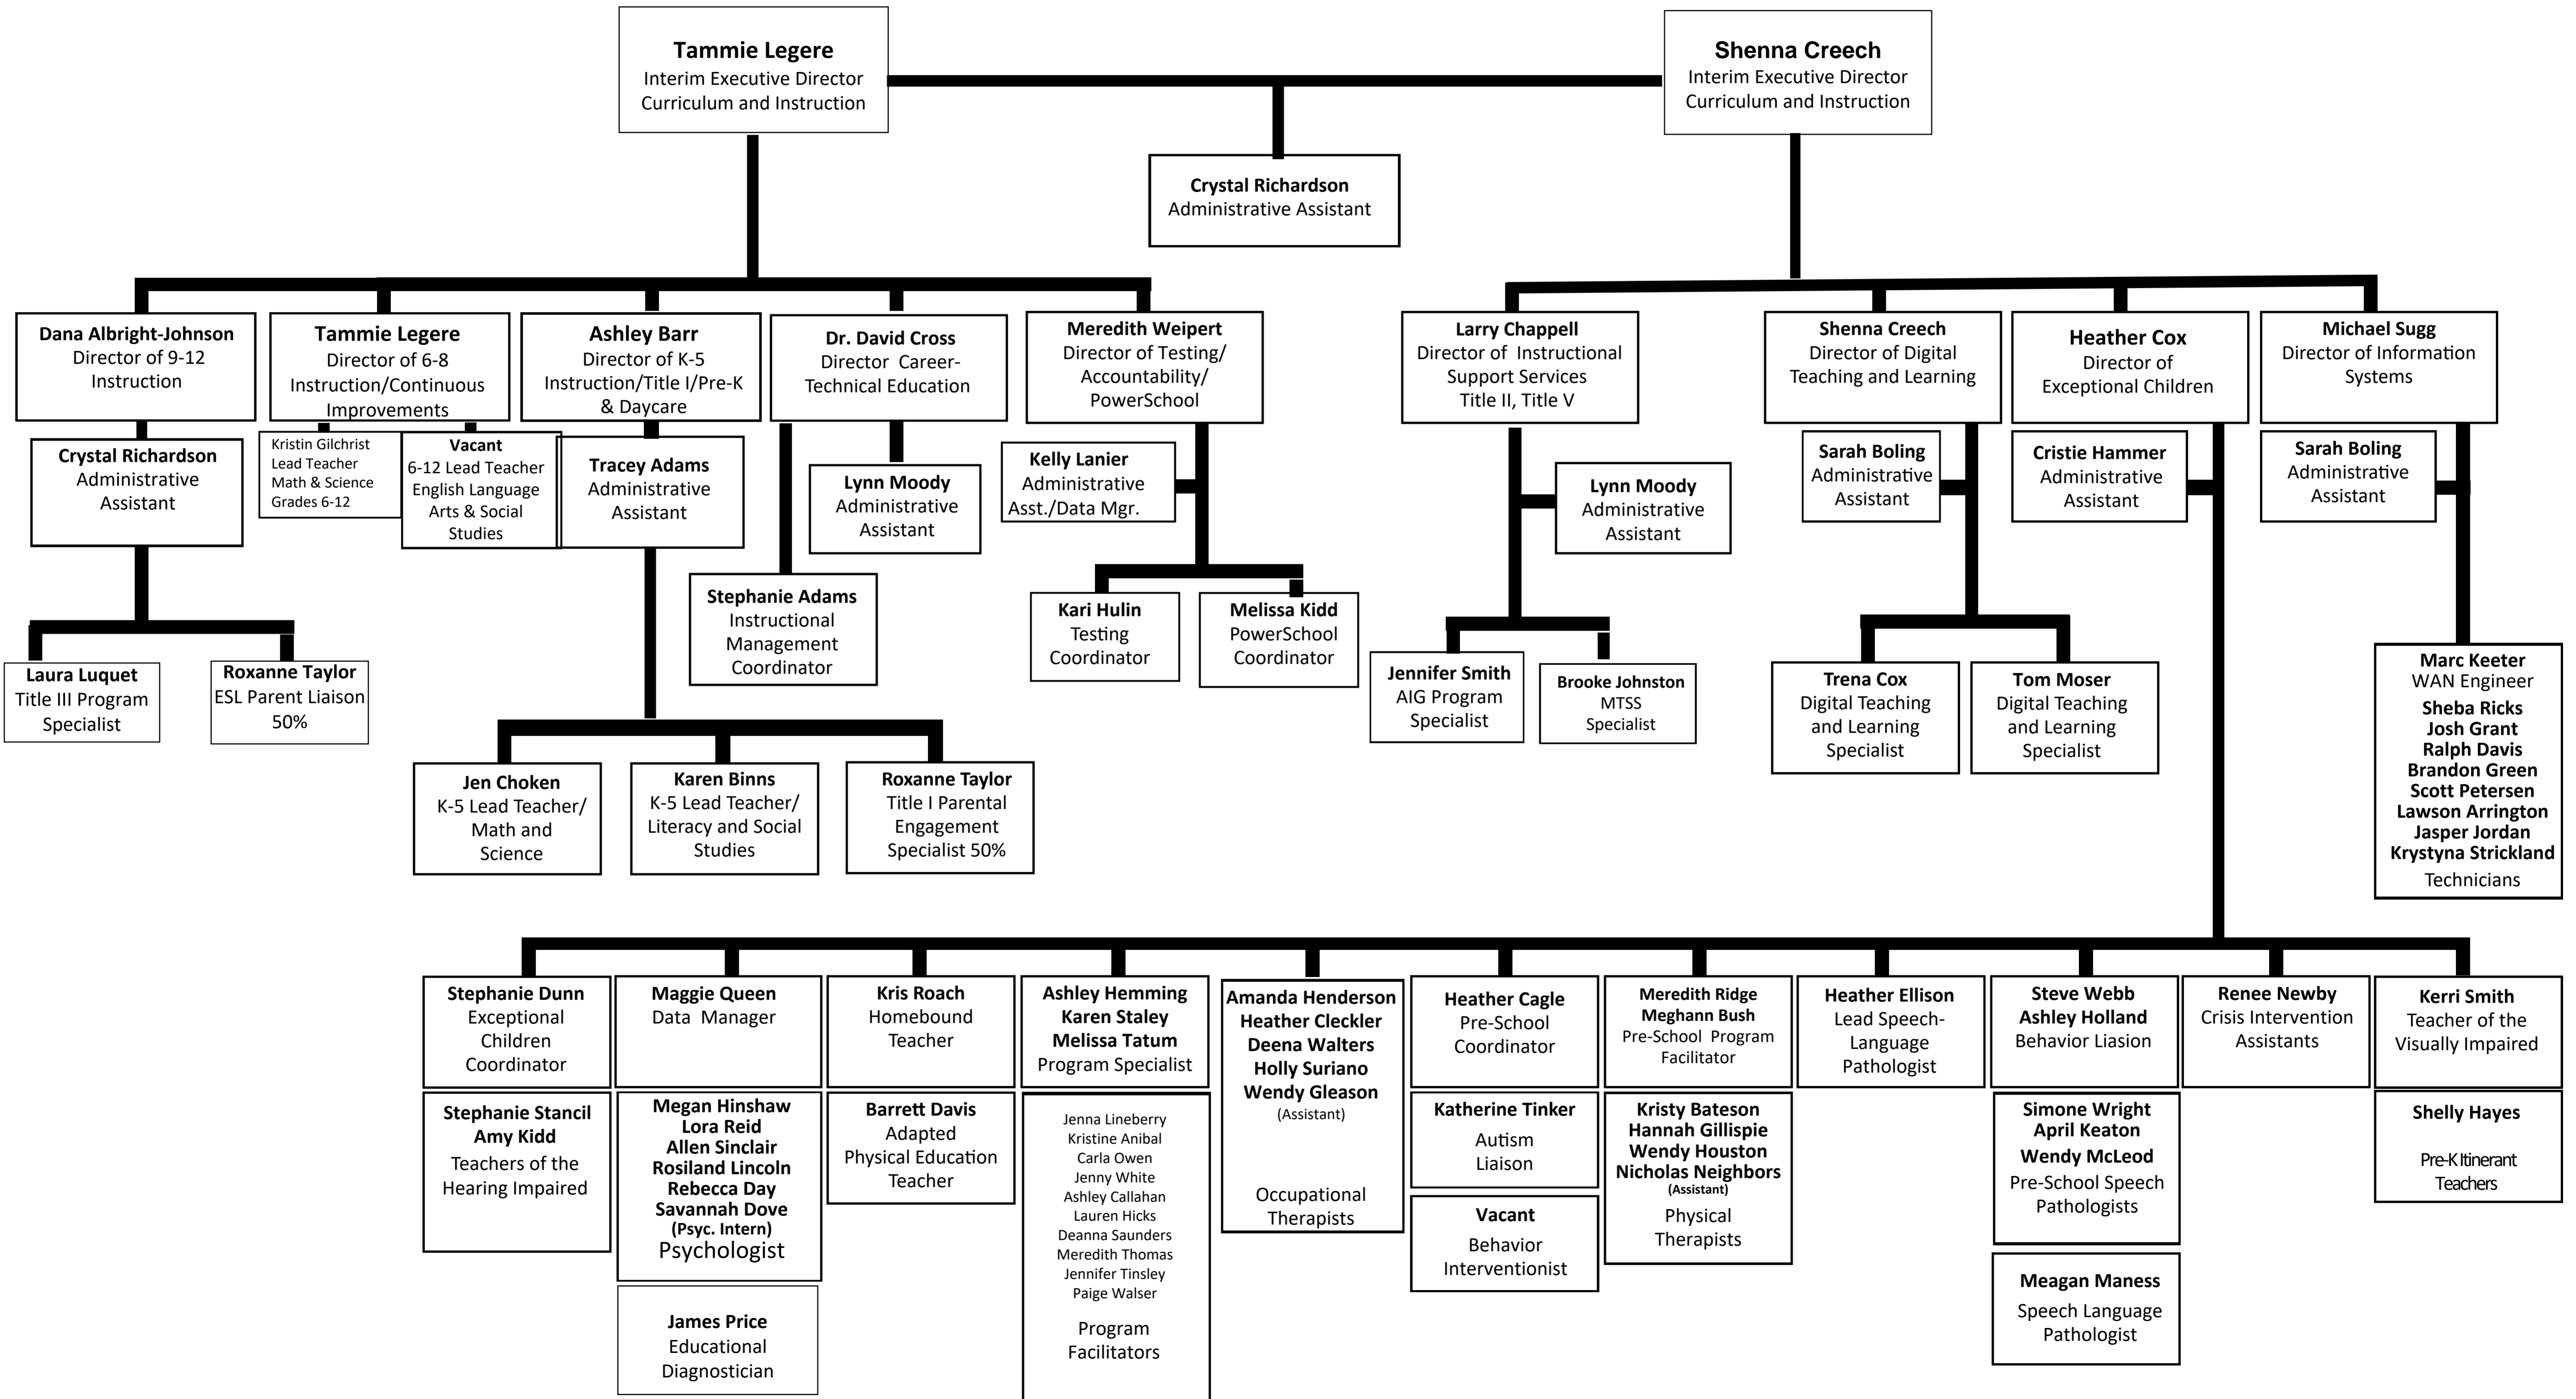 Tammie Legere
Interim Executive Director
Curriculum and Instruction
Shenna Creech
Interim Executive Director
Curriculum and Instruction
Crystal Richardson
Administrative Assistant
Dana Albright-Johnson
Director of 9-12
Instruction
Tammie Legere
Director of 6-8
Instruction/Continuous
Improvements
Ashley Barr
Director of K-5
Instruction/Title I/Pre-K
& Daycare
Dr. David Cross
Director Career-
Technical Education
Meredith Weipert
Director of Testing/
Accountability/
PowerSchool
Larry Chappell
Director of Instructional
Support Services
Title II, Title V
Shenna Creech
Director of Digital
Teaching and Learning
Heather Cox
Director of
Exceptional Children
Michael Sugg
Director of Information
Systems
Crystal Richardson
Administrative
Assistant
Kristin Gilchrist
Lead Teacher
Math & Science
Grades 6-12
Vacant
6-12 Lead Teacher
English Language
Arts & Social
Studies
Tracey Adams
Administrative
Assistant
Lynn Moody
Administrative
Assistant
Kelly Lanier
Administrative
Asst./Data Mgr.
Lynn Moody
Administrative
Assistant
Sarah Boling
Administrative
Assistant
Cristie Hammer
Administrative
Assistant
Sarah Boling
Administrative
Assistant
Stephanie Adams
Instructional
Management
Coordinator
Kari Hulin
Testing
Coordinator
Melissa Kidd
PowerSchool
Coordinator
Laura Luquet
Title III Program
Specialist
Roxanne Taylor
ESL Parent Liaison
50%
Jennifer Smith
AIG Program
Specialist
Brooke Johnston
MTSS
Specialist
Trena Cox
Digital Teaching
and Learning
Specialist
Tom Moser
Digital Teaching
and Learning
Specialist
Marc Keeter
WAN Engineer
Sheba Ricks
Josh Grant
Ralph Davis
Brandon Green
Scott Petersen
Lawson Arrington
Jasper Jordan
Krystyna Strickland
Technicians
Jen Choken
K-5 Lead Teacher/
Math and
Science
Karen Binns
K-5 Lead Teacher/
Literacy and Social
Studies
Roxanne Taylor
Title I Parental
Engagement
Specialist 50%
Stephanie Dunn
Exceptional
Children
Coordinator
Maggie Queen
Data Manager
Kris Roach
Homebound
Teacher
Ashley Hemming
Karen Staley
Melissa Tatum
Program Specialist
Amanda Henderson
Heather Cleckler
Deena Walters
Holly Suriano
Wendy Gleason
(Assistant)
Occupational
Therapists
Heather Cagle
Pre-School
Coordinator
Meredith Ridge
Meghann Bush
Pre-School Program
Facilitator
Heather Ellison
Lead Speech-
Language
Pathologist
Steve Webb
Ashley Holland
Behavior Liasion
Renee Newby
Crisis Intervention
Assistants
Kerri Smith
Teacher of the
Visually Impaired
Stephanie Stancil
Amy Kidd
Teachers of the
Hearing Impaired
Megan Hinshaw
Lora Reid
Allen Sinclair
Rosiland Lincoln
Rebecca Day
Savannah Dove
(Psyc. Intern)
Psychologist
Barrett Davis
Adapted
Physical Education
Teacher
Jenna Lineberry
Kristine Anibal
Carla Owen
Jenny White
Ashley Callahan
Lauren Hicks
Deanna Saunders
Meredith Thomas
Jennifer Tinsley
Paige Walser
Program
Facilitators
Katherine Tinker
Autism
Liaison
Kristy Bateson
Hannah Gillispie
Wendy Houston
Nicholas Neighbors
(Assistant)
Physical
Therapists
Simone Wright
April Keaton
Wendy McLeod
Pre-School Speech
Pathologists
Shelly Hayes
Pre-K Itinerant
Teachers
Vacant
Behavior
Interventionist
Meagan Maness
Speech Language
Pathologist
James Price
Educational
Diagnostician